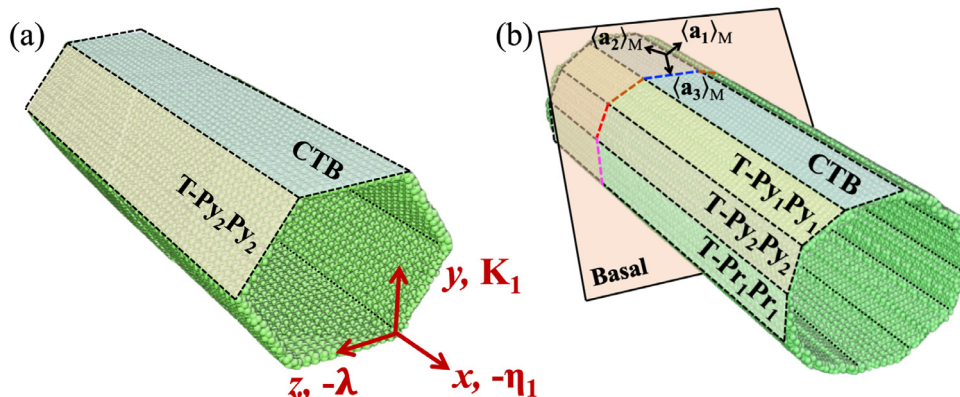 (a)
CTB
T-Py₂Py₂
y, K₁
z, -λ
x, -η₁
(b)
⟨a₂⟩M
⟨a₁⟩M
⟨a₃⟩M
CTB
T-Py₁Py₁
T-Py₂Py₂
T-Pr₁Pr₁
Basal